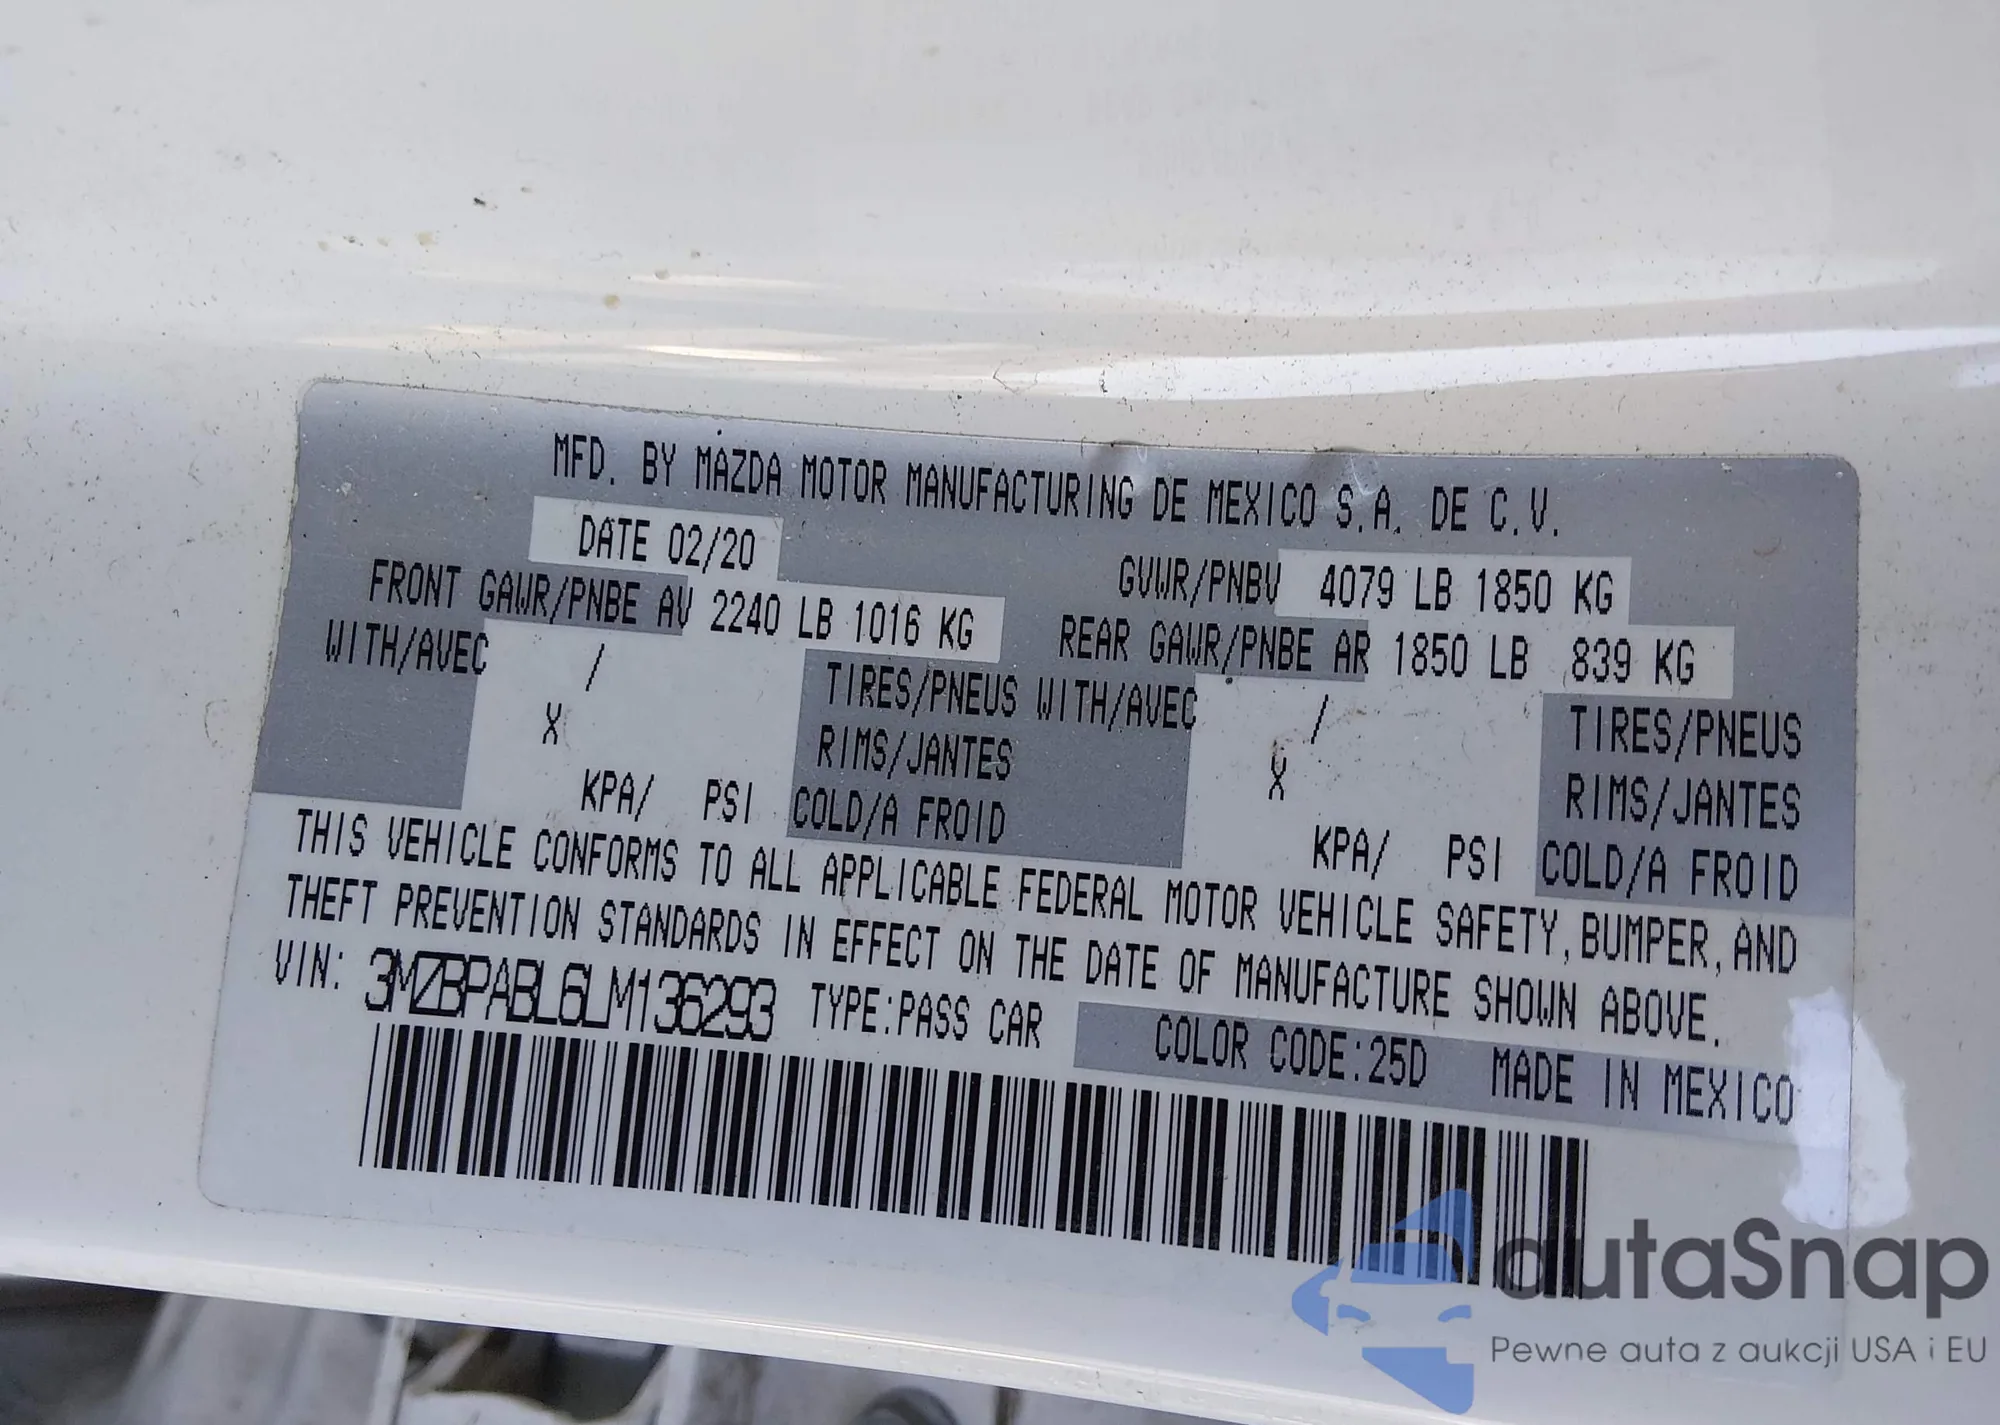 MFD. BY MAZDA MOTOR MANUFACTURING DE MEXICO S.A. DE C.V.
DATE 02/20
GVWR/PNBV 4079 LB 1850 KG
FRONT GAWR/PNBE AV 2240 LB 1016 KG
REAR GAWR/PNBE AR 1850 LB 839 KG
WITH/AVEC / TIRES/PNEUS WITH/AVEC / TIRES/PNEUS
X RIMS/JANTES X RIMS/JANTES
KPA/ PSI COLD/A FROID KPA/ PSI COLD/A FROID
THIS VEHICLE CONFORMS TO ALL APPLICABLE FEDERAL MOTOR VEHICLE SAFETY, BUMPER, AND
THEFT PREVENTION STANDARDS IN EFFECT ON THE DATE OF MANUFACTURE SHOWN ABOVE.
VIN: 3MZBPABL6LM136293 TYPE:PASS CAR
COLOR CODE:25D MADE IN MEXICO
autaSnap
Pewne auta z aukcji USA i EU